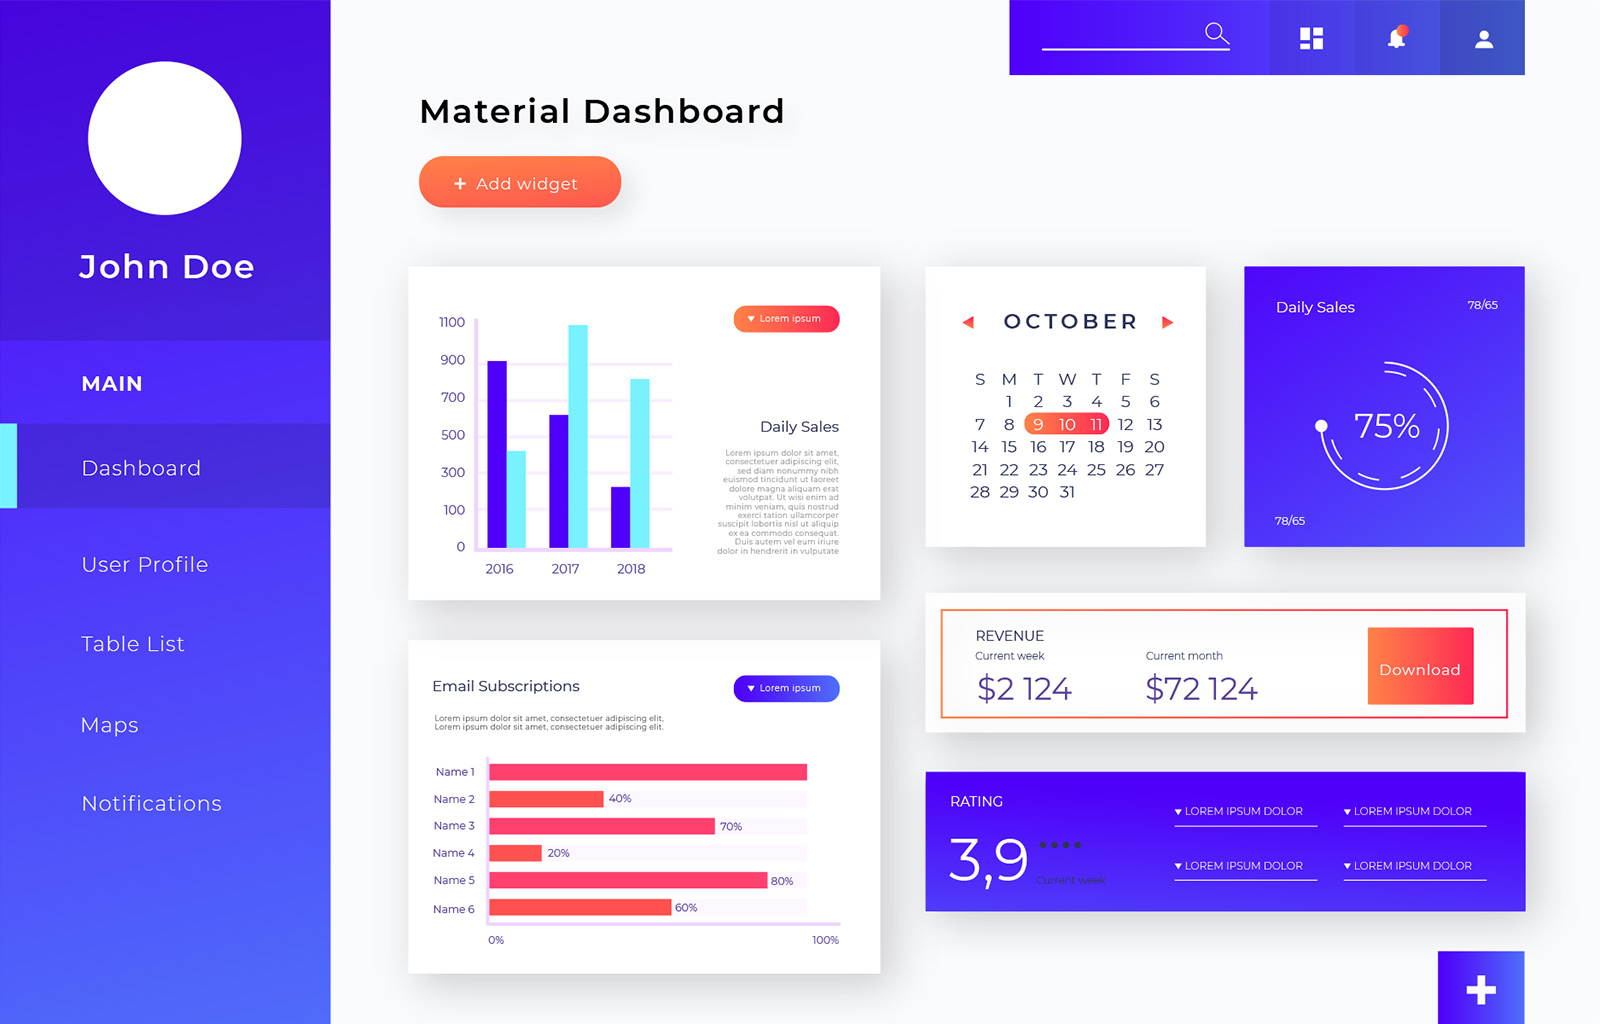 John Doe
MAIN
Dashboard
User Profile
Table List
Maps
Notifications
Material Dashboard
+ Add widget
1100
900
700
500
300
100
0
2016 2017 2018
Lorem ipsum
Daily Sales
Lorem ipsum dolor sit amet,
consectetuer adipiscing elit,
sed diam nonummy nibh
euismod tincidunt ut laoreet
dolore magna aliquam erat
volutpat. Ut wisi enim ad
minim veniam, quis nostrud
exerci tation ullamcorper
suscipit lobortis nisl ut aliquip
ex ea commodo consequat.
Duis autem vel eum iriure
dolor in hendrerit in vulputate
OCTOBER
S M T W T F S
1 2 3 4 5 6
7 8 9 10 11 12 13
14 15 16 17 18 19 20
21 22 23 24 25 26 27
28 29 30 31
Daily Sales 78/65
75%
78/65
Email Subscriptions
Lorem ipsum
Lorem ipsum dolor sit amet, consectetuer adipiscing elit,
Lorem ipsum dolor sit amet, consectetuer adipiscing elit.
Name 1
Name 2 40%
Name 3 70%
Name 4 20%
Name 5 80%
Name 6 60%
0% 100%
REVENUE
Current week Current month
$2 124 $72 124
Download
RATING
3,9
Current week
LOREM IPSUM DOLOR LOREM IPSUM DOLOR
LOREM IPSUM DOLOR LOREM IPSUM DOLOR